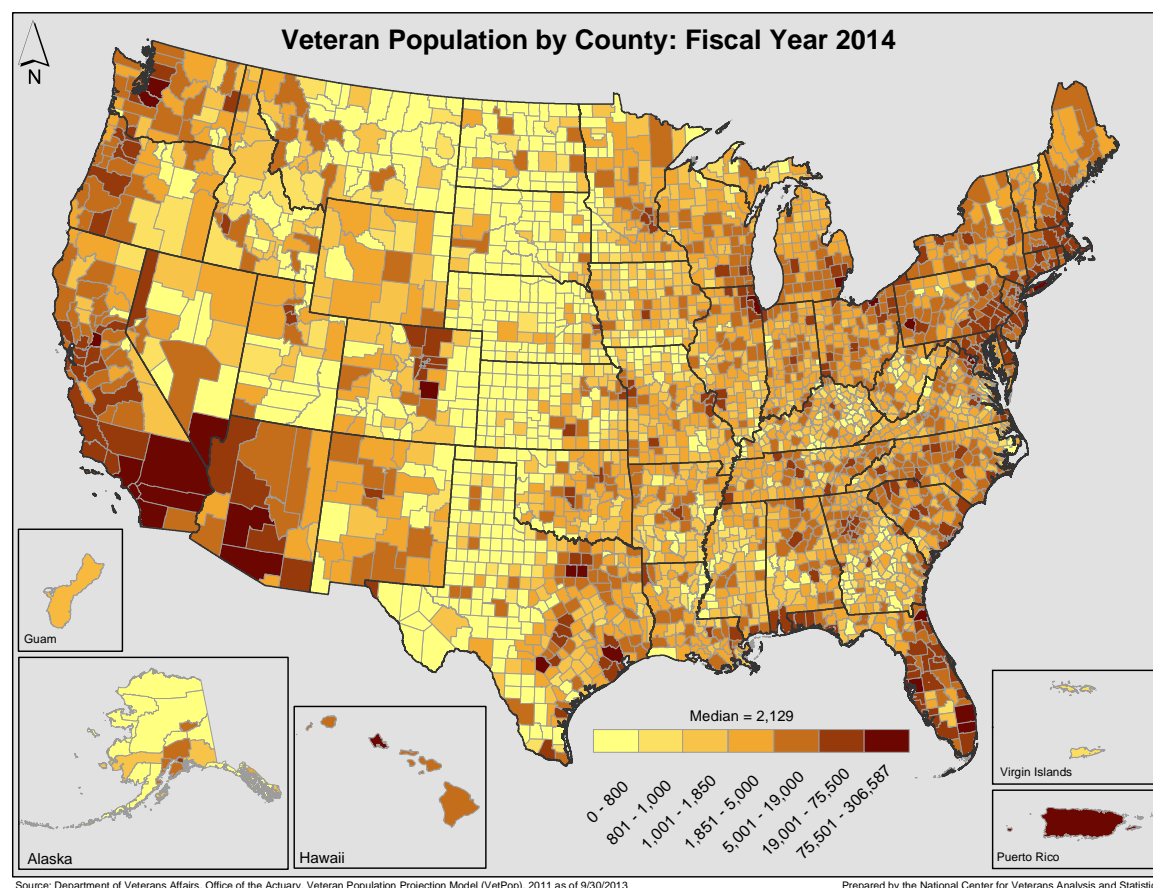 Veteran Population by County: Fiscal Year 2014
N
Guam
Alaska
Hawaii
Median = 2,129
0 - 800
801 - 1,000
1,001 - 1,850
1,851 - 5,000
5,001 - 19,000
19,001 - 75,500
75,501 - 306,587
Virgin Islands
Puerto Rico
Source: Department of Veterans Affairs, Office of the Actuary, Veteran Population Projection Model (VetPop), 2011 as of 9/30/2013
Prepared by the National Center for Veterans Analysis and Statistic